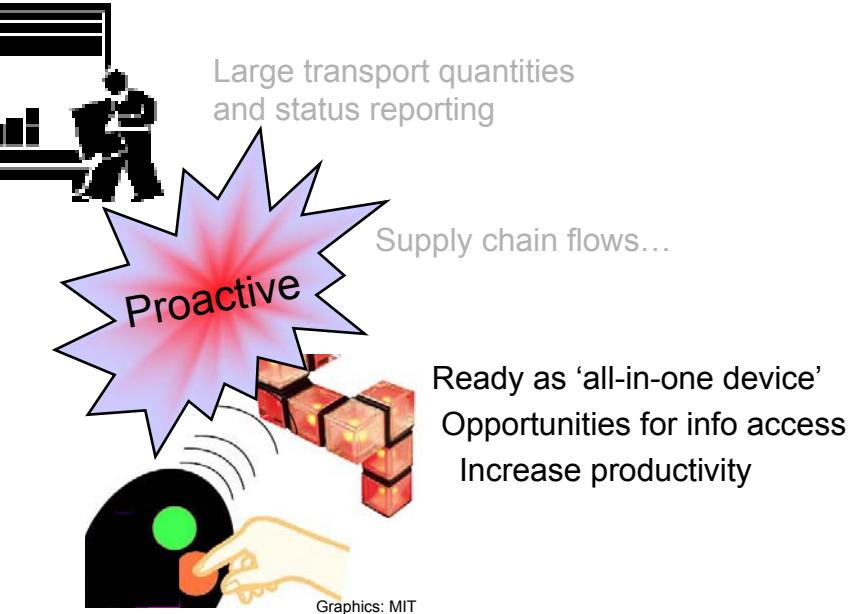 Large transport quantities
and status reporting
Supply chain flows…
Proactive
Ready as ‘all-in-one device’
Opportunities for info access
Increase productivity
Graphics: MIT